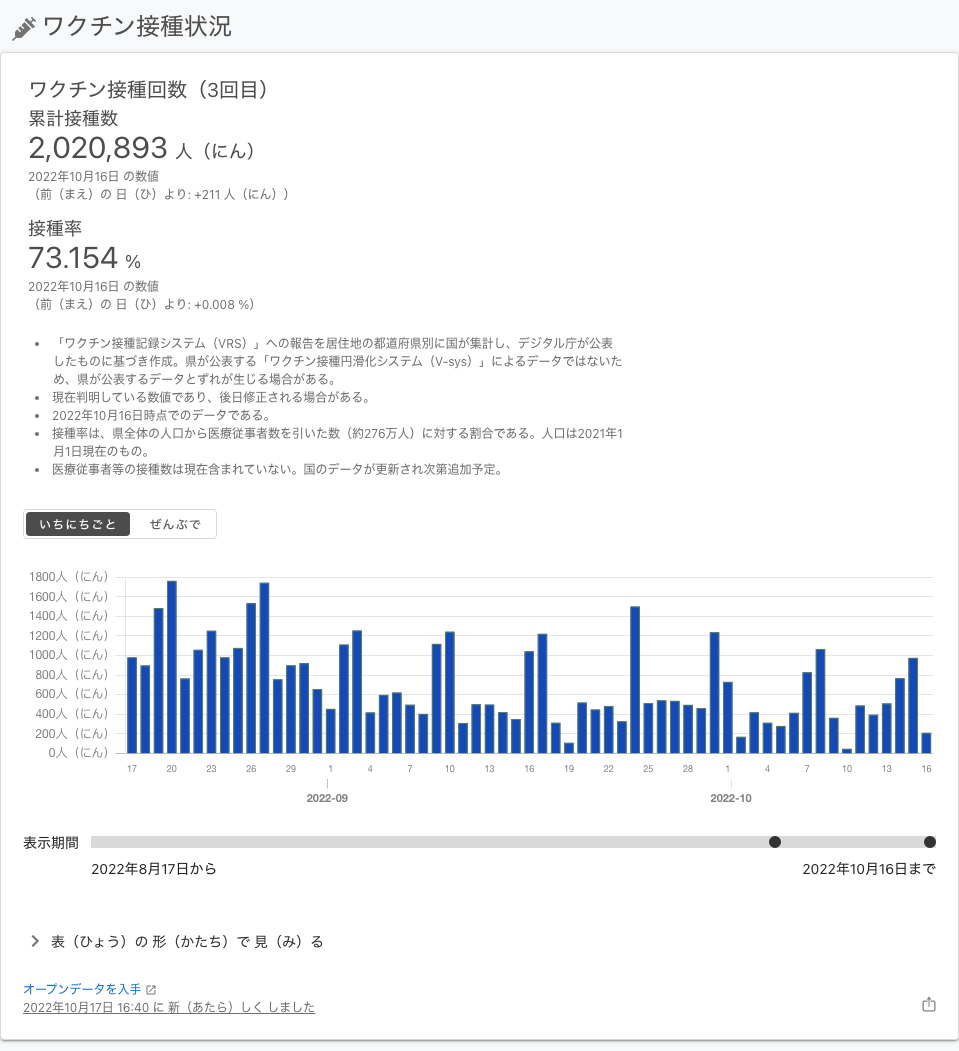 ワクチン接種状況
ワクチン接種回数（3回目）
累計接種数
2,020,893 人（にん）
2022年10月16日 の数値
（前（まえ）の 日（ひ）より: +211 人（にん））
接種率
73.154 %
2022年10月16日 の数値
（前（まえ）の 日（ひ）より: +0.008 %）
• 「ワクチン接種記録システム（VRS）」への報告を居住地の都道府県別に国が集計し、デジタル庁が公表
したものに基づき作成。県が公表する「ワクチン接種円滑化システム（V-sys）」によるデータではないた
め、県が公表するデータとずれが生じる場合がある。
• 現在判明している数値であり、後日修正される場合がある。
• 2022年10月16日時点でのデータである。
• 接種率は、県全体の人口から医療従事者数を引いた数（約276万人）に対する割合である。人口は2021年1
月1日現在のもの。
• 医療従事者等の接種数は現在含まれていない。国のデータが更新され次第追加予定。
いちにちごと ぜんぶで
1800人（にん）
1600人（にん）
1400人（にん）
1200人（にん）
1000人（にん）
800人（にん）
600人（にん）
400人（にん）
200人（にん）
0人（にん）
17 20 23 26 29 1 4 7 10 13 16 19 22 25 28 1 4 7 10 13 16
2022-09 2022-10
表示期間
2022年8月17日から 2022年10月16日まで
表（ひょう）の 形（かたち）で 見（み）る
オープンデータを入手
2022年10月17日 16:40 に 新（あたら）しく しました